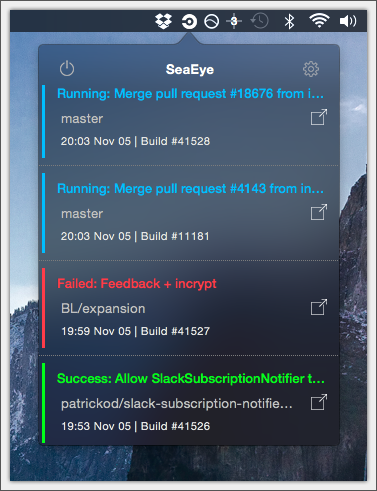 3
SeaEye
Running: Merge pull request #18676 from i...
master
20:03 Nov 05 | Build #41528
Running: Merge pull request #4143 from in...
master
20:03 Nov 05 | Build #11181
Failed: Feedback + incrypt
BL/expansion
19:59 Nov 05 | Build #41527
Success: Allow SlackSubscriptionNotifier t...
patrickod/slack-subscription-notifie...
19:53 Nov 05 | Build #41526